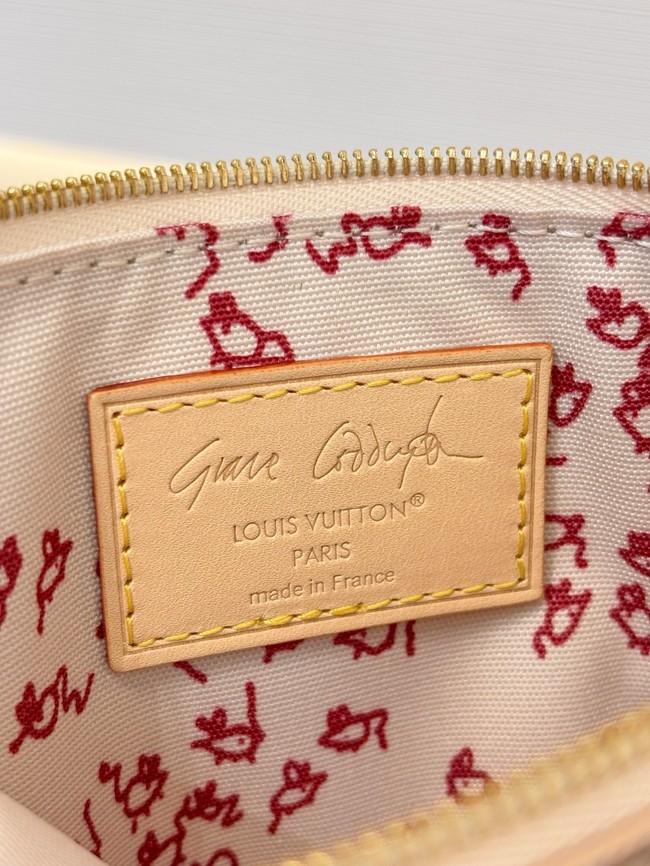 Grace Coddington
LOUIS VUITTON®
PARIS
made in France